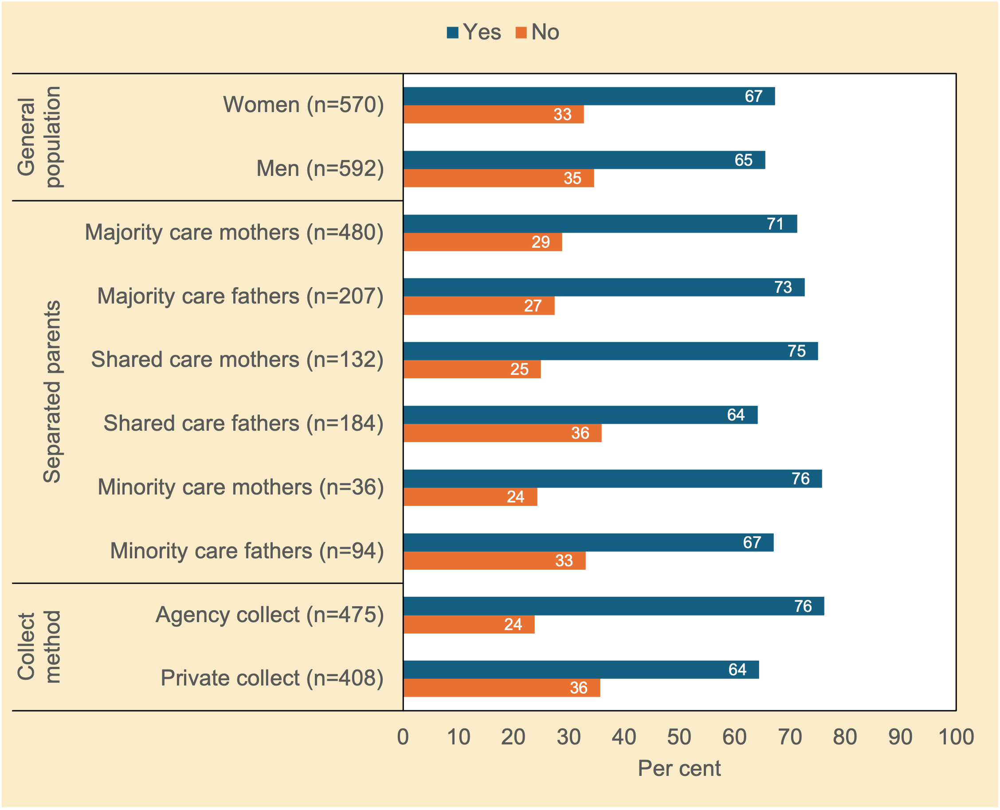 Yes No
General
population
Women (n=570)
67
33
Men (n=592)
65
35
Separated parents
Majority care mothers (n=480)
71
29
Majority care fathers (n=207)
73
27
Shared care mothers (n=132)
75
25
Shared care fathers (n=184)
64
36
Minority care mothers (n=36)
76
24
Minority care fathers (n=94)
67
33
Collect
method
Agency collect (n=475)
76
24
Private collect (n=408)
64
36
0 10 20 30 40 50 60 70 80 90 100
Per cent